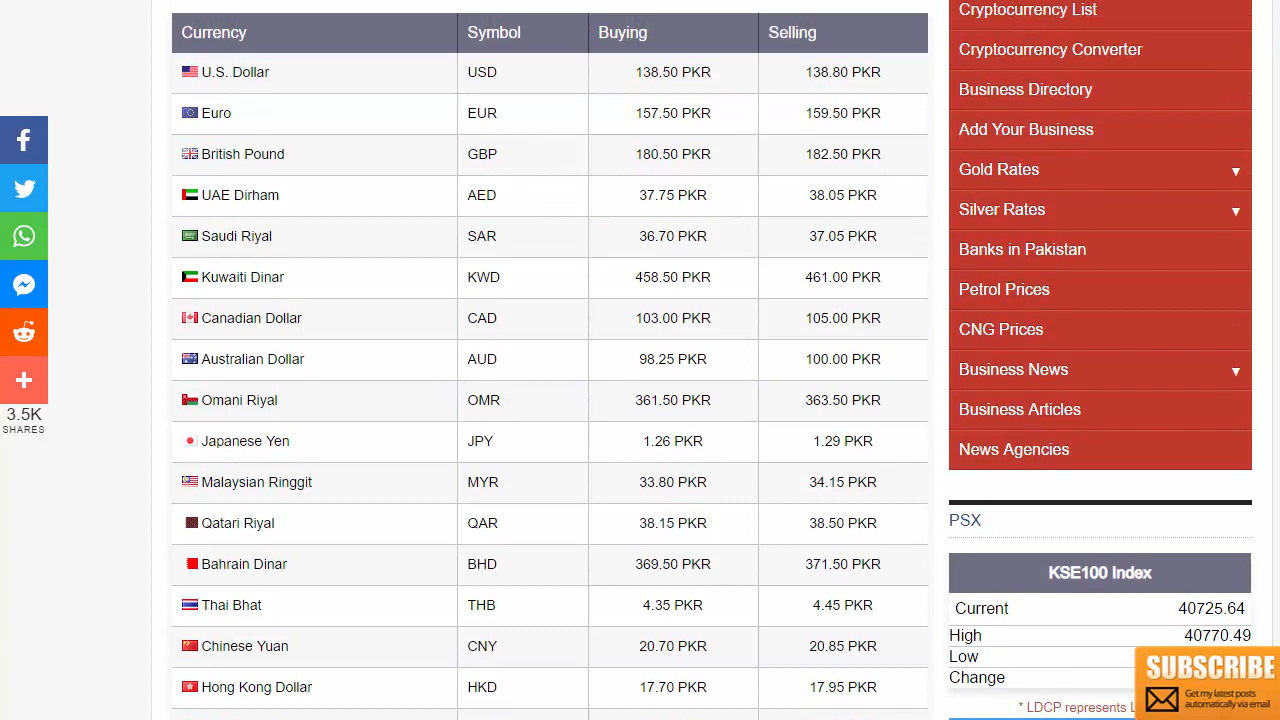 3.5K
SHARES
Currency Symbol Buying Selling
U.S. Dollar USD 138.50 PKR 138.80 PKR
Euro EUR 157.50 PKR 159.50 PKR
British Pound GBP 180.50 PKR 182.50 PKR
UAE Dirham AED 37.75 PKR 38.05 PKR
Saudi Riyal SAR 36.70 PKR 37.05 PKR
Kuwaiti Dinar KWD 458.50 PKR 461.00 PKR
Canadian Dollar CAD 103.00 PKR 105.00 PKR
Australian Dollar AUD 98.25 PKR 100.00 PKR
Omani Riyal OMR 361.50 PKR 363.50 PKR
Japanese Yen JPY 1.26 PKR 1.29 PKR
Malaysian Ringgit MYR 33.80 PKR 34.15 PKR
Qatari Riyal QAR 38.15 PKR 38.50 PKR
Bahrain Dinar BHD 369.50 PKR 371.50 PKR
Thai Bhat THB 4.35 PKR 4.45 PKR
Chinese Yuan CNY 20.70 PKR 20.85 PKR
Hong Kong Dollar HKD 17.70 PKR 17.95 PKR
Cryptocurrency List
Cryptocurrency Converter
Business Directory
Add Your Business
Gold Rates ▼
Silver Rates ▼
Banks in Pakistan
Petrol Prices
CNG Prices
Business News ▼
Business Articles
News Agencies
PSX
KSE100 Index
Current 40725.64
High 40770.49
Low
Change
* LDCP represents
SUBSCRIBE
Get my latest posts
automatically via email